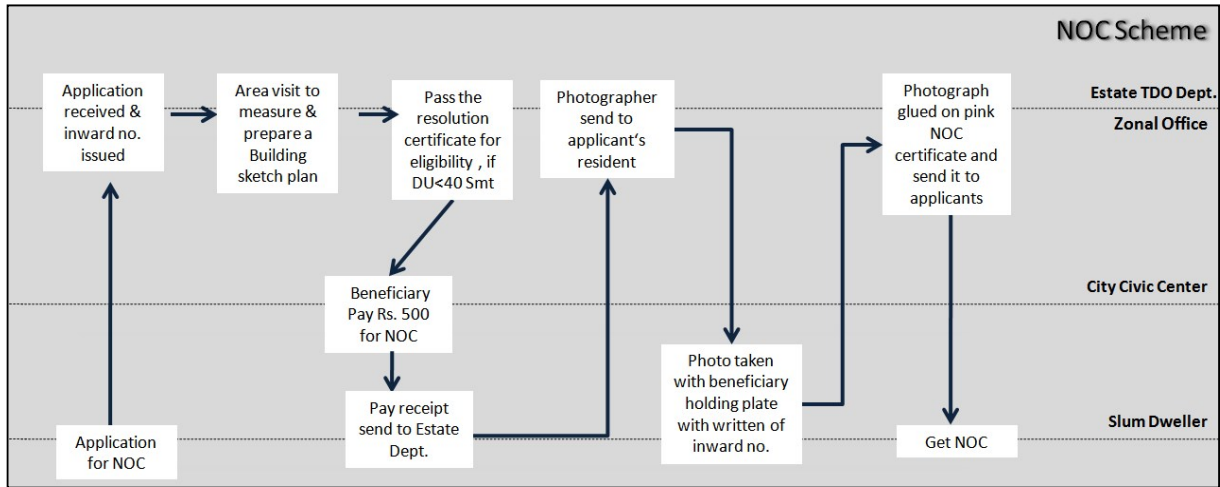 NOC Scheme
Estate TDO Dept.
Zonal Office
City Civic Center
Slum Dweller
Application
for NOC
Application
received &
inward no.
issued
Area visit to
measure &
prepare a
Building
sketch plan
Pass the
resolution
certificate for
eligibility , if
DU<40 Smt
Beneficiary
Pay Rs. 500
for NOC
Pay receipt
send to Estate
Dept.
Photographer
send to
applicant‘s
resident
Photo taken
with beneficiary
holding plate
with written of
inward no.
Photograph
glued on pink
NOC
certificate and
send it to
applicants
Get NOC